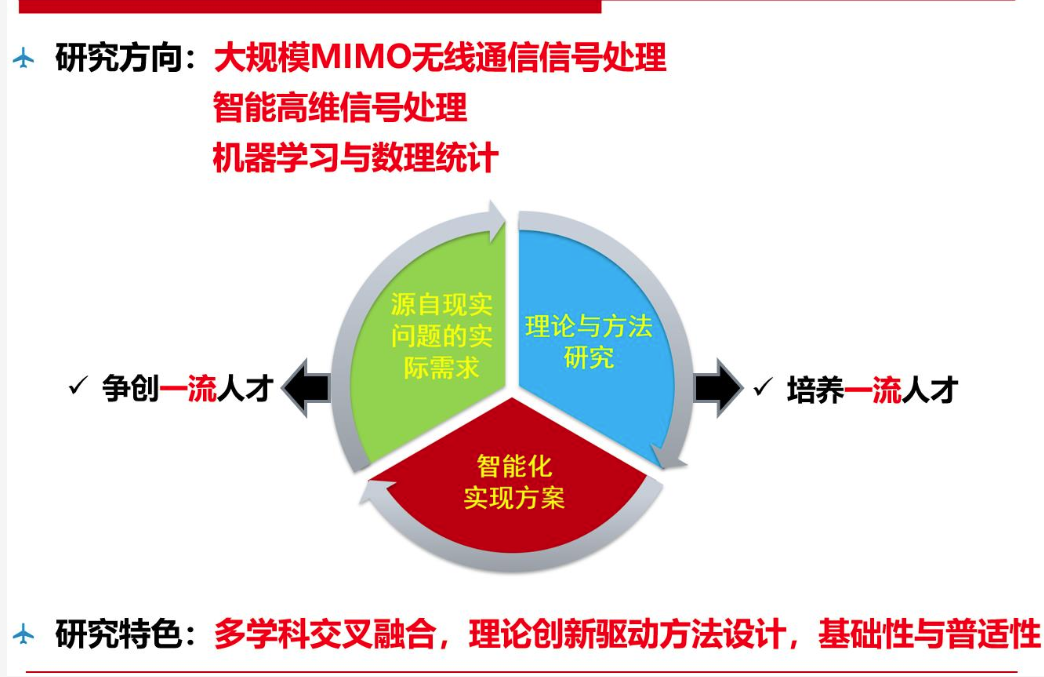 研究方向：大规模MIMO无线通信信号处理
智能高维信号处理
机器学习与数理统计
源自现实
问题的实
际需求
理论与方法
研究
✓ 争创一流人才
✓ 培养一流人才
智能化
实现方案
研究特色：多学科交叉融合，理论创新驱动方法设计，基础性与普适性